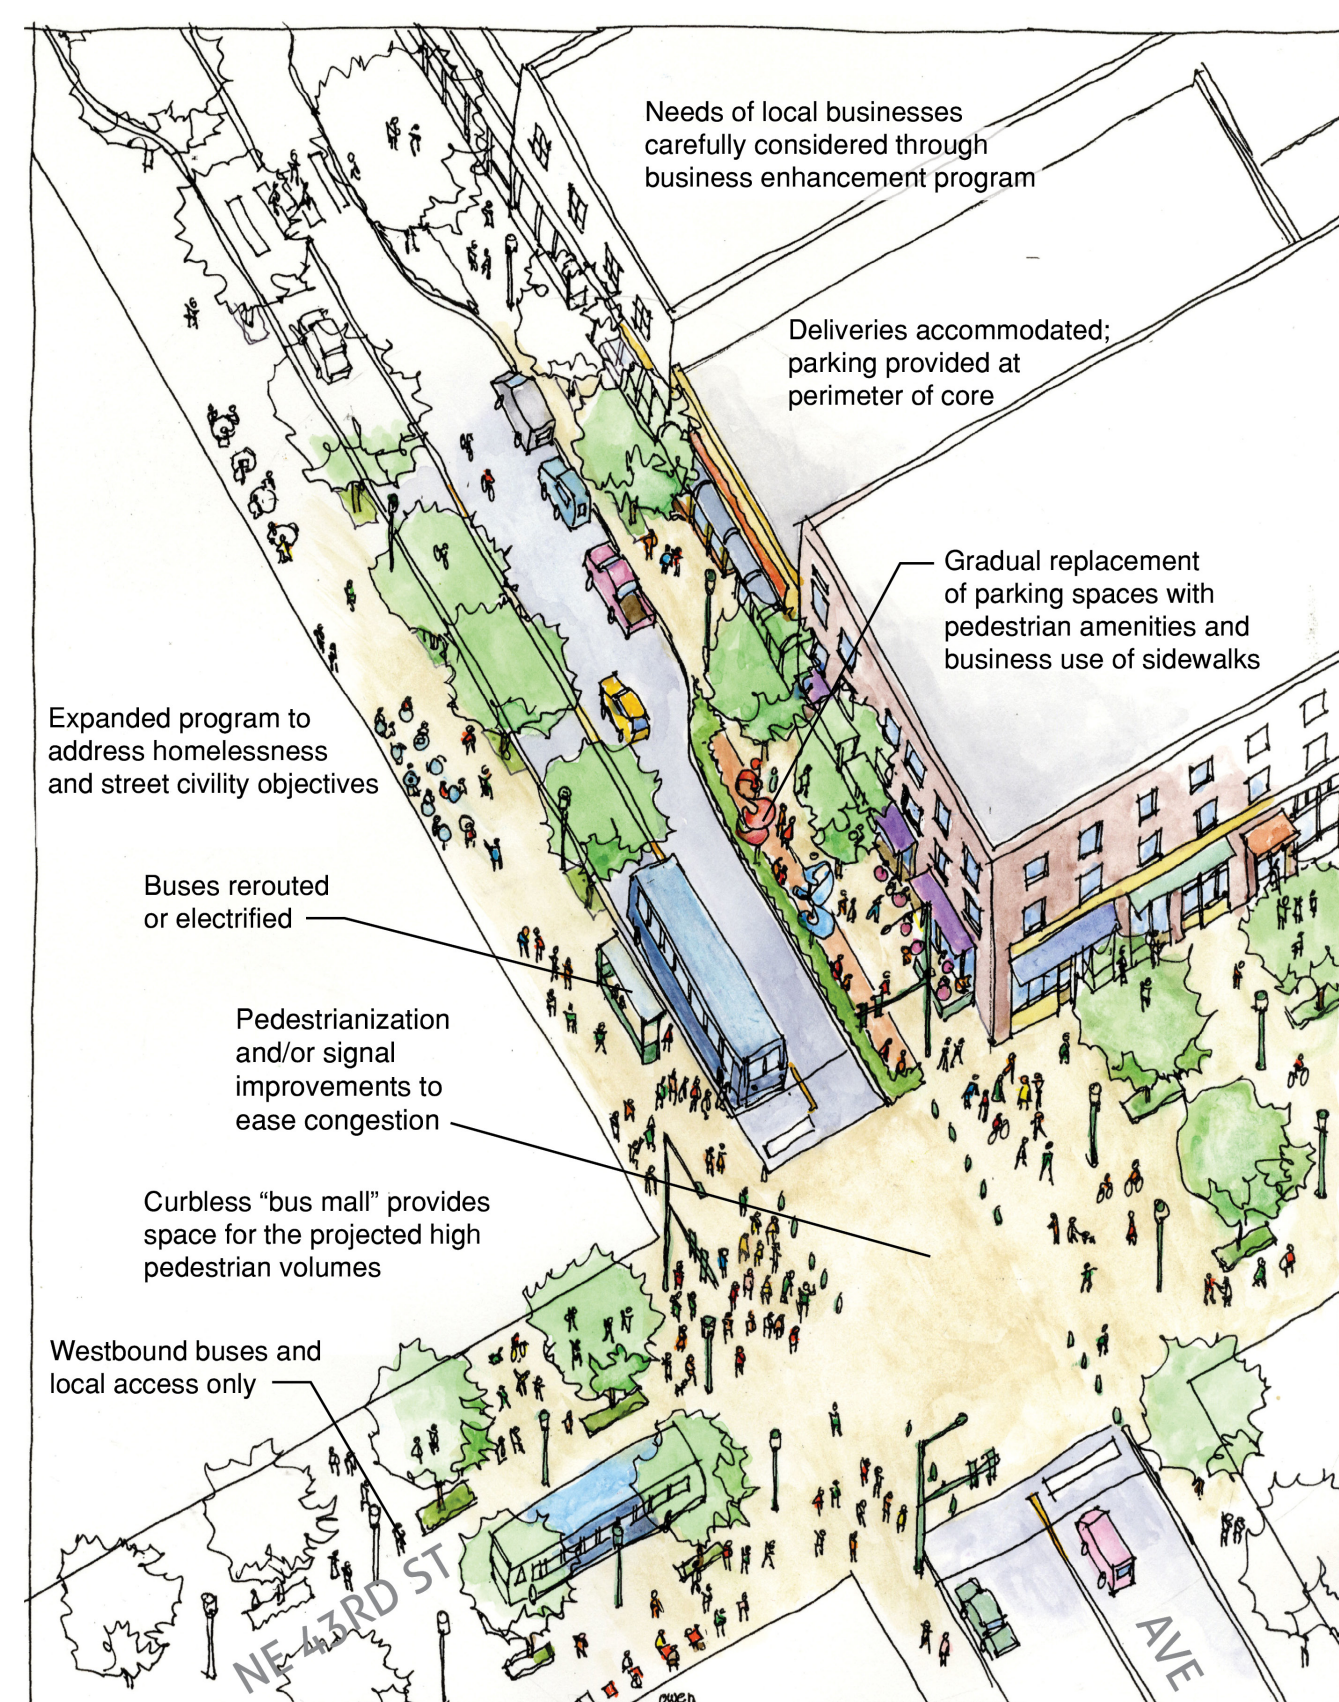 Needs of local businesses
carefully considered through
business enhancement program
Deliveries accommodated;
parking provided at
perimeter of core
Gradual replacement
of parking spaces with
pedestrian amenities and
business use of sidewalks
Expanded program to
address homelessness
and street civility objectives
Buses rerouted
or electrified
Pedestrianization
and/or signal
improvements to
ease congestion
Curbless “bus mall” provides
space for the projected high
pedestrian volumes
Westbound buses and
local access only
NE 43RD ST
AVE
owen